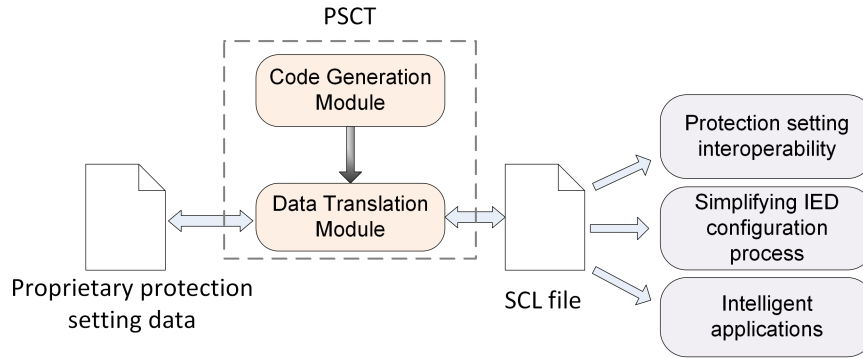 PSCT
Code Generation
Module
Data Translation
Module
Proprietary protection
setting data
SCL file
Protection setting
interoperability
Simplifying IED
configuration
process
Intelligent
applications